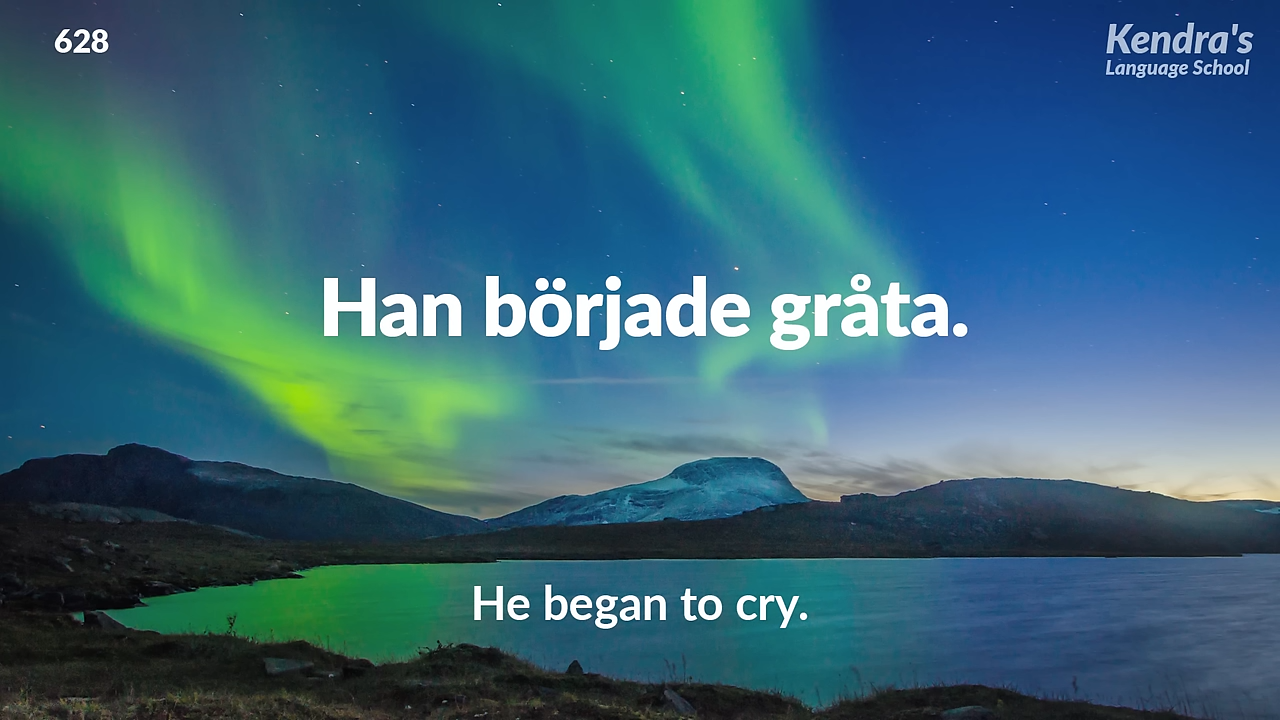 628
Kendra's
Language School
Han började gråta.
He began to cry.